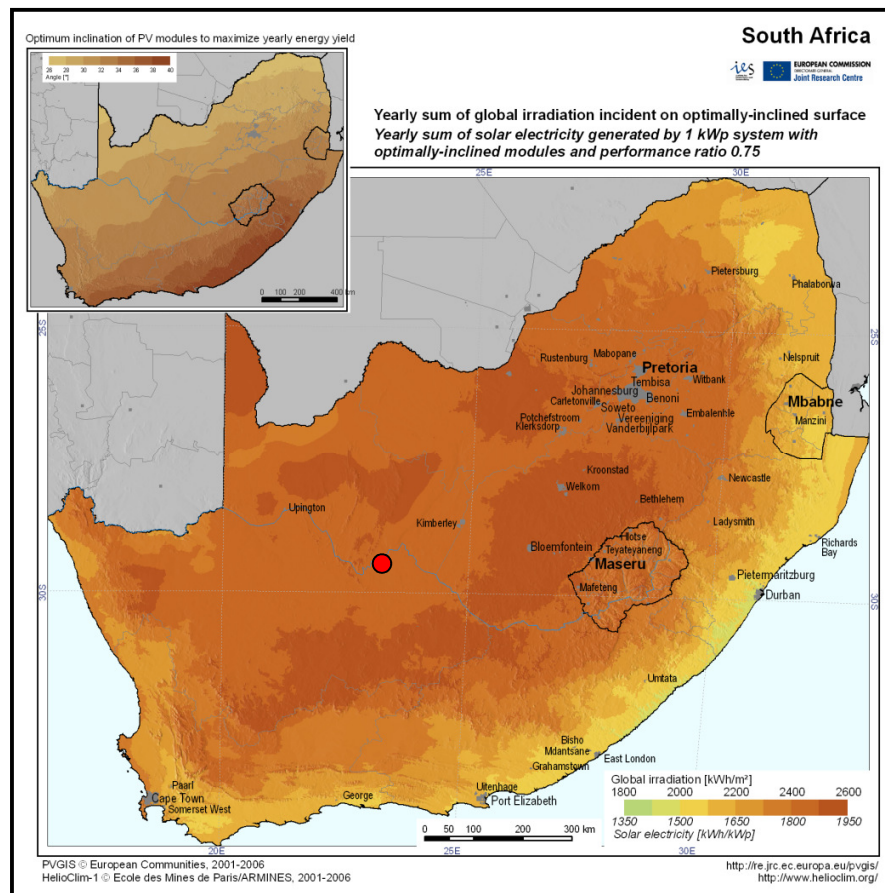 Optimum inclination of PV modules to maximize yearly energy yield
26 28 30 32 34 36 38 40
Angle [°]
0 100 200 400 km
South Africa
ies
EUROPEAN COMMISSION
DIRECTORATE-GENERAL
Joint Research Centre
Yearly sum of global irradiation incident on optimally-inclined surface
Yearly sum of solar electricity generated by 1 kWp system with
optimally-inclined modules and performance ratio 0.75
25E
30E
Pietersburg
Phalaborwa
25S
25S
Rustenburg
Mabopane
Nelspruit
Pretoria
Tembisa
Witbank
Johannesburg
Benoni
Mbabne
Carletonville
Soweto
Embalenhle
Potchefstroom
Vereeniging
Manzini
Klerksdorp
Vanderbijlpark
Kroonstad
Newcastle
Welkom
Bethlehem
Upington
Kimberley
Ladysmith
Hlotse
Richards
Bay
Bloemfontein
Teyateyaneng
Maseru
Pietermaritzburg
Mafeteng
Durban
30S
30S
Umtata
Bisho
Mdantsane
East London
Grahamstown
Paarl
Uitenhage
Cape Town
George
Port Elizabeth
Somerset West
Global irradiation [kWh/m²]
1800 2000 2200 2400 2600
1350 1500 1650 1800 1950
Solar electricity [kWh/kWp]
0 50 100 200 300 km
20E
25E
30E
PVGIS © European Communities, 2001-2006
HelioClim-1 © Ecole des Mines de Paris/ARMINES, 2001-2006
http://re.jrc.ec.europa.eu/pvgis/
http://www.helioclim.org/